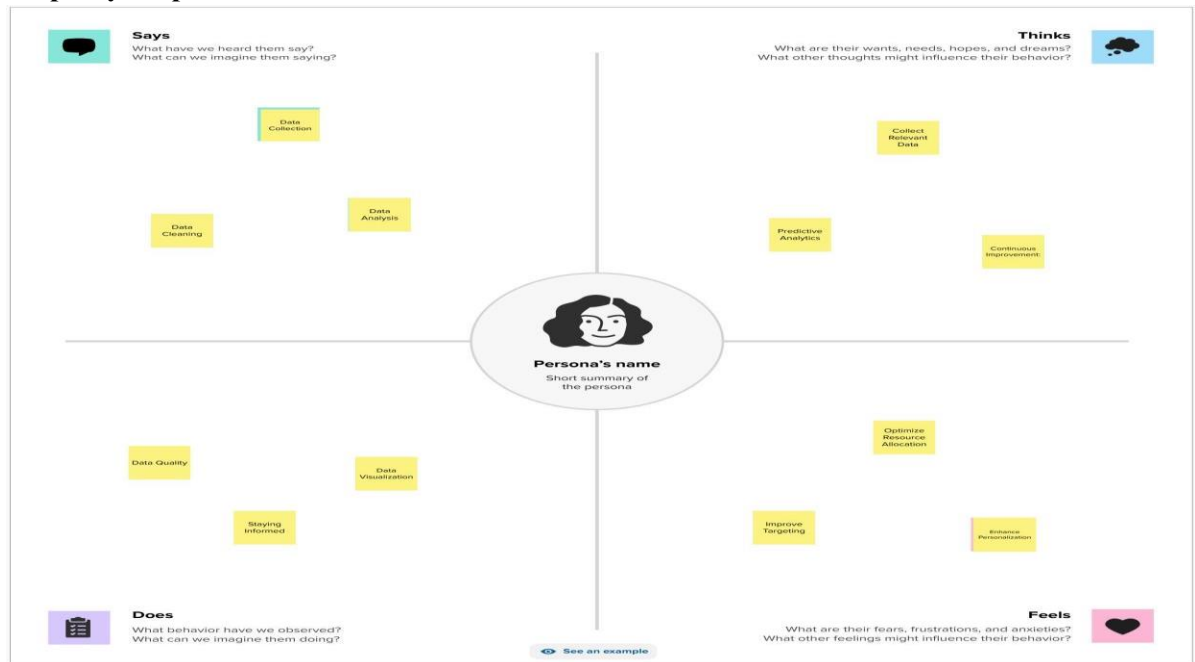 Says
What have we heard them say?
What can we imagine them saying?
Thinks
What are their wants, needs, hopes, and dreams?
What other thoughts might influence their behavior?
Data
Collection
Data
Cleaning
Data
Analysis
Collect
Relevant
Data
Predictive
Analytics
Continuous
Improvement:
Persona's name
Short summary of
the persona
Data Quality
Data
Visualization
Staying
Informed
Optimize
Resource
Allocation
Improve
Targeting
Enhance
Personalization
Does
What behavior have we observed?
What can we imagine them doing?
See an example
Feels
What are their fears, frustrations, and anxieties?
What other feelings might influence their behavior?